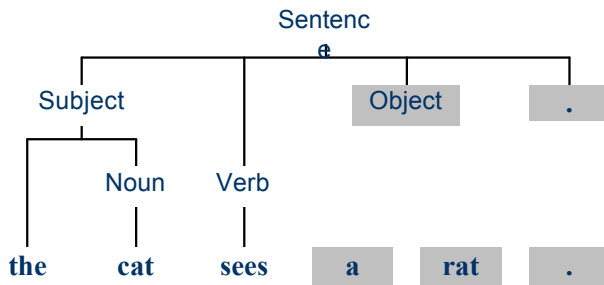 Sentenc
e
Subject Object .
Noun Verb
the cat sees a rat .